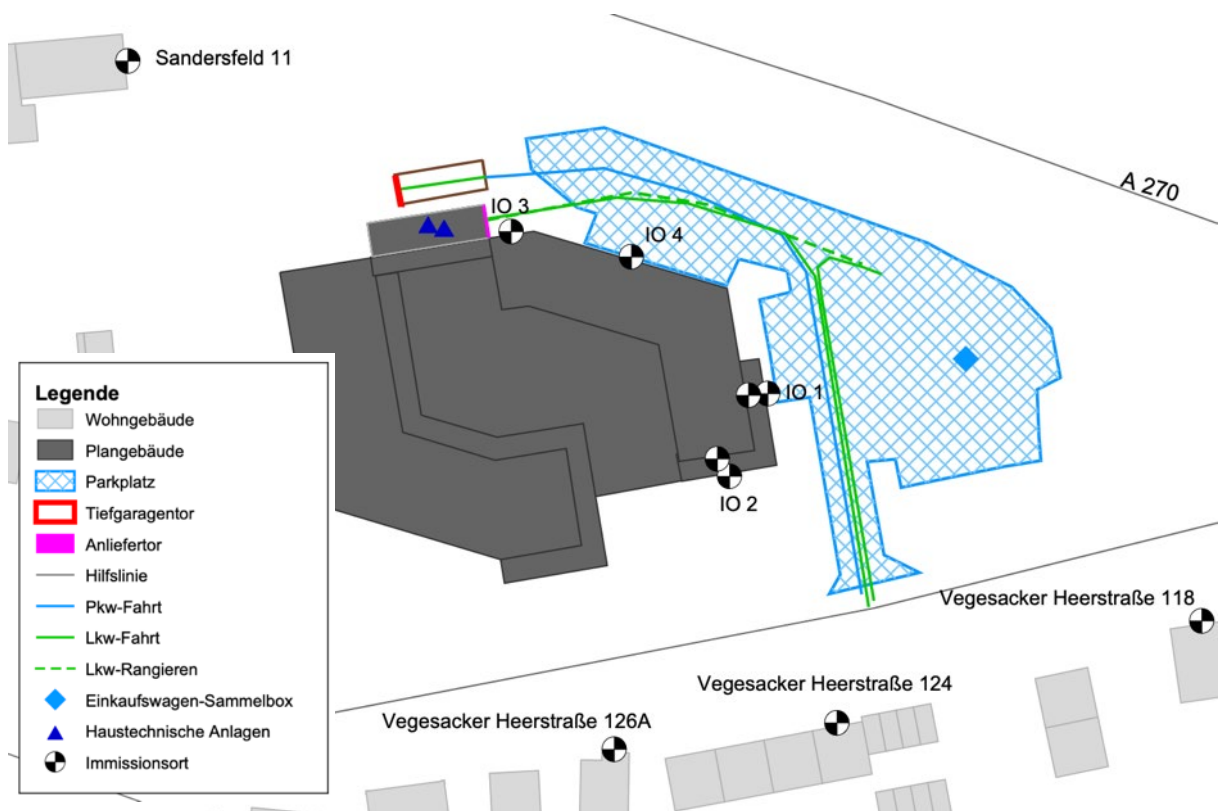 Sandersfeld 11
A 270
IO 3
IO 4
IO 1
IO 2
Legende
Wohngebäude
Plangebäude
Parkplatz
Tiefgaragentor
Anliefertor
Hilfslinie
Pkw-Fahrt
Lkw-Fahrt
Lkw-Rangieren
Einkaufswagen-Sammelbox
Haustechnische Anlagen
Immissionsort
Vegesacker Heerstraße 118
Vegesacker Heerstraße 124
Vegesacker Heerstraße 126A